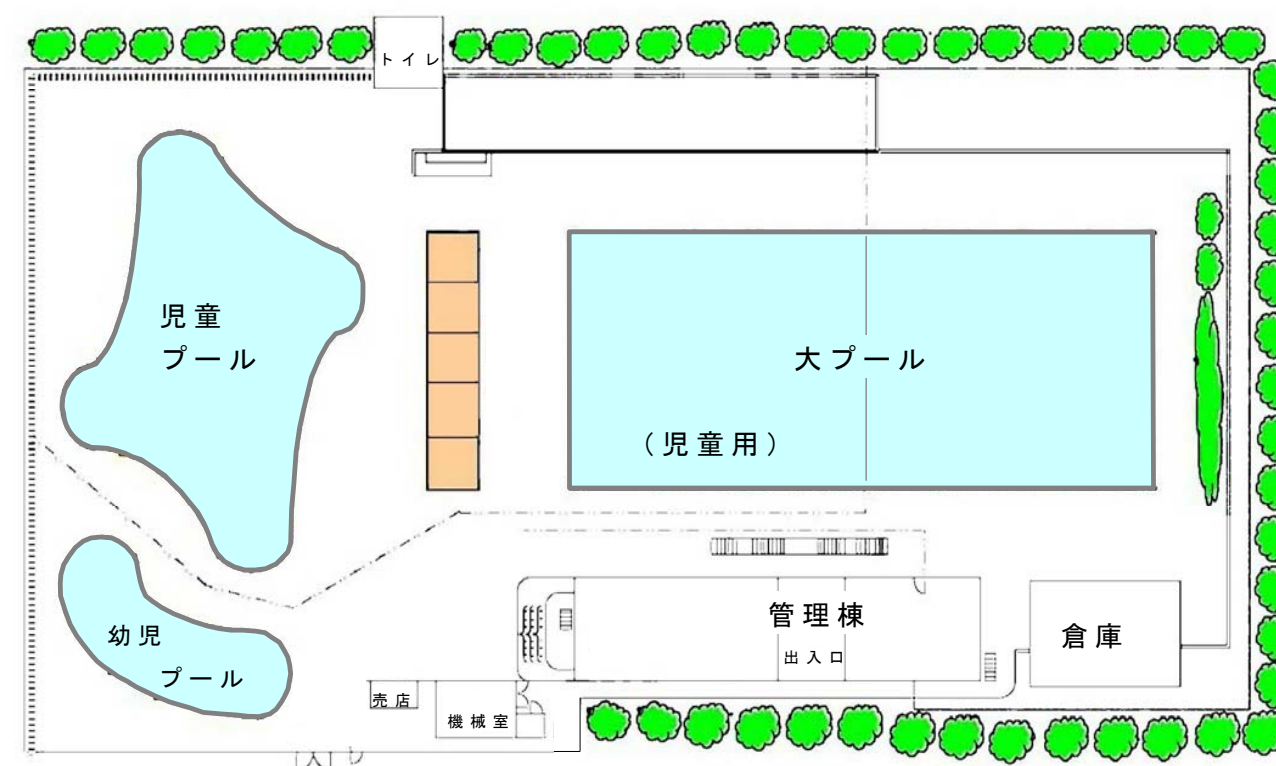 トイレ
児童
プール
大プール
（児童用）
管理棟
出入口
倉庫
幼児
プール
売店
機械室
入